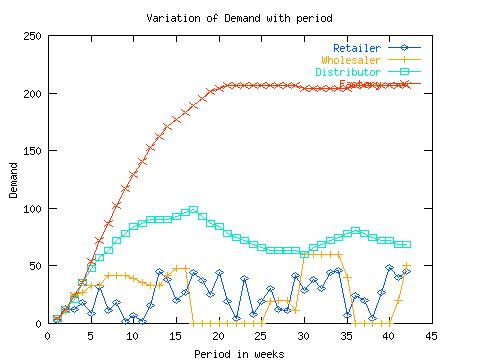 Variation of Demand with period
250
200
150
100
50
0
Demand
Retailer
Wholesaler
Distributor
Factory
0 5 10 15 20 25 30 35 40 45
Period in weeks